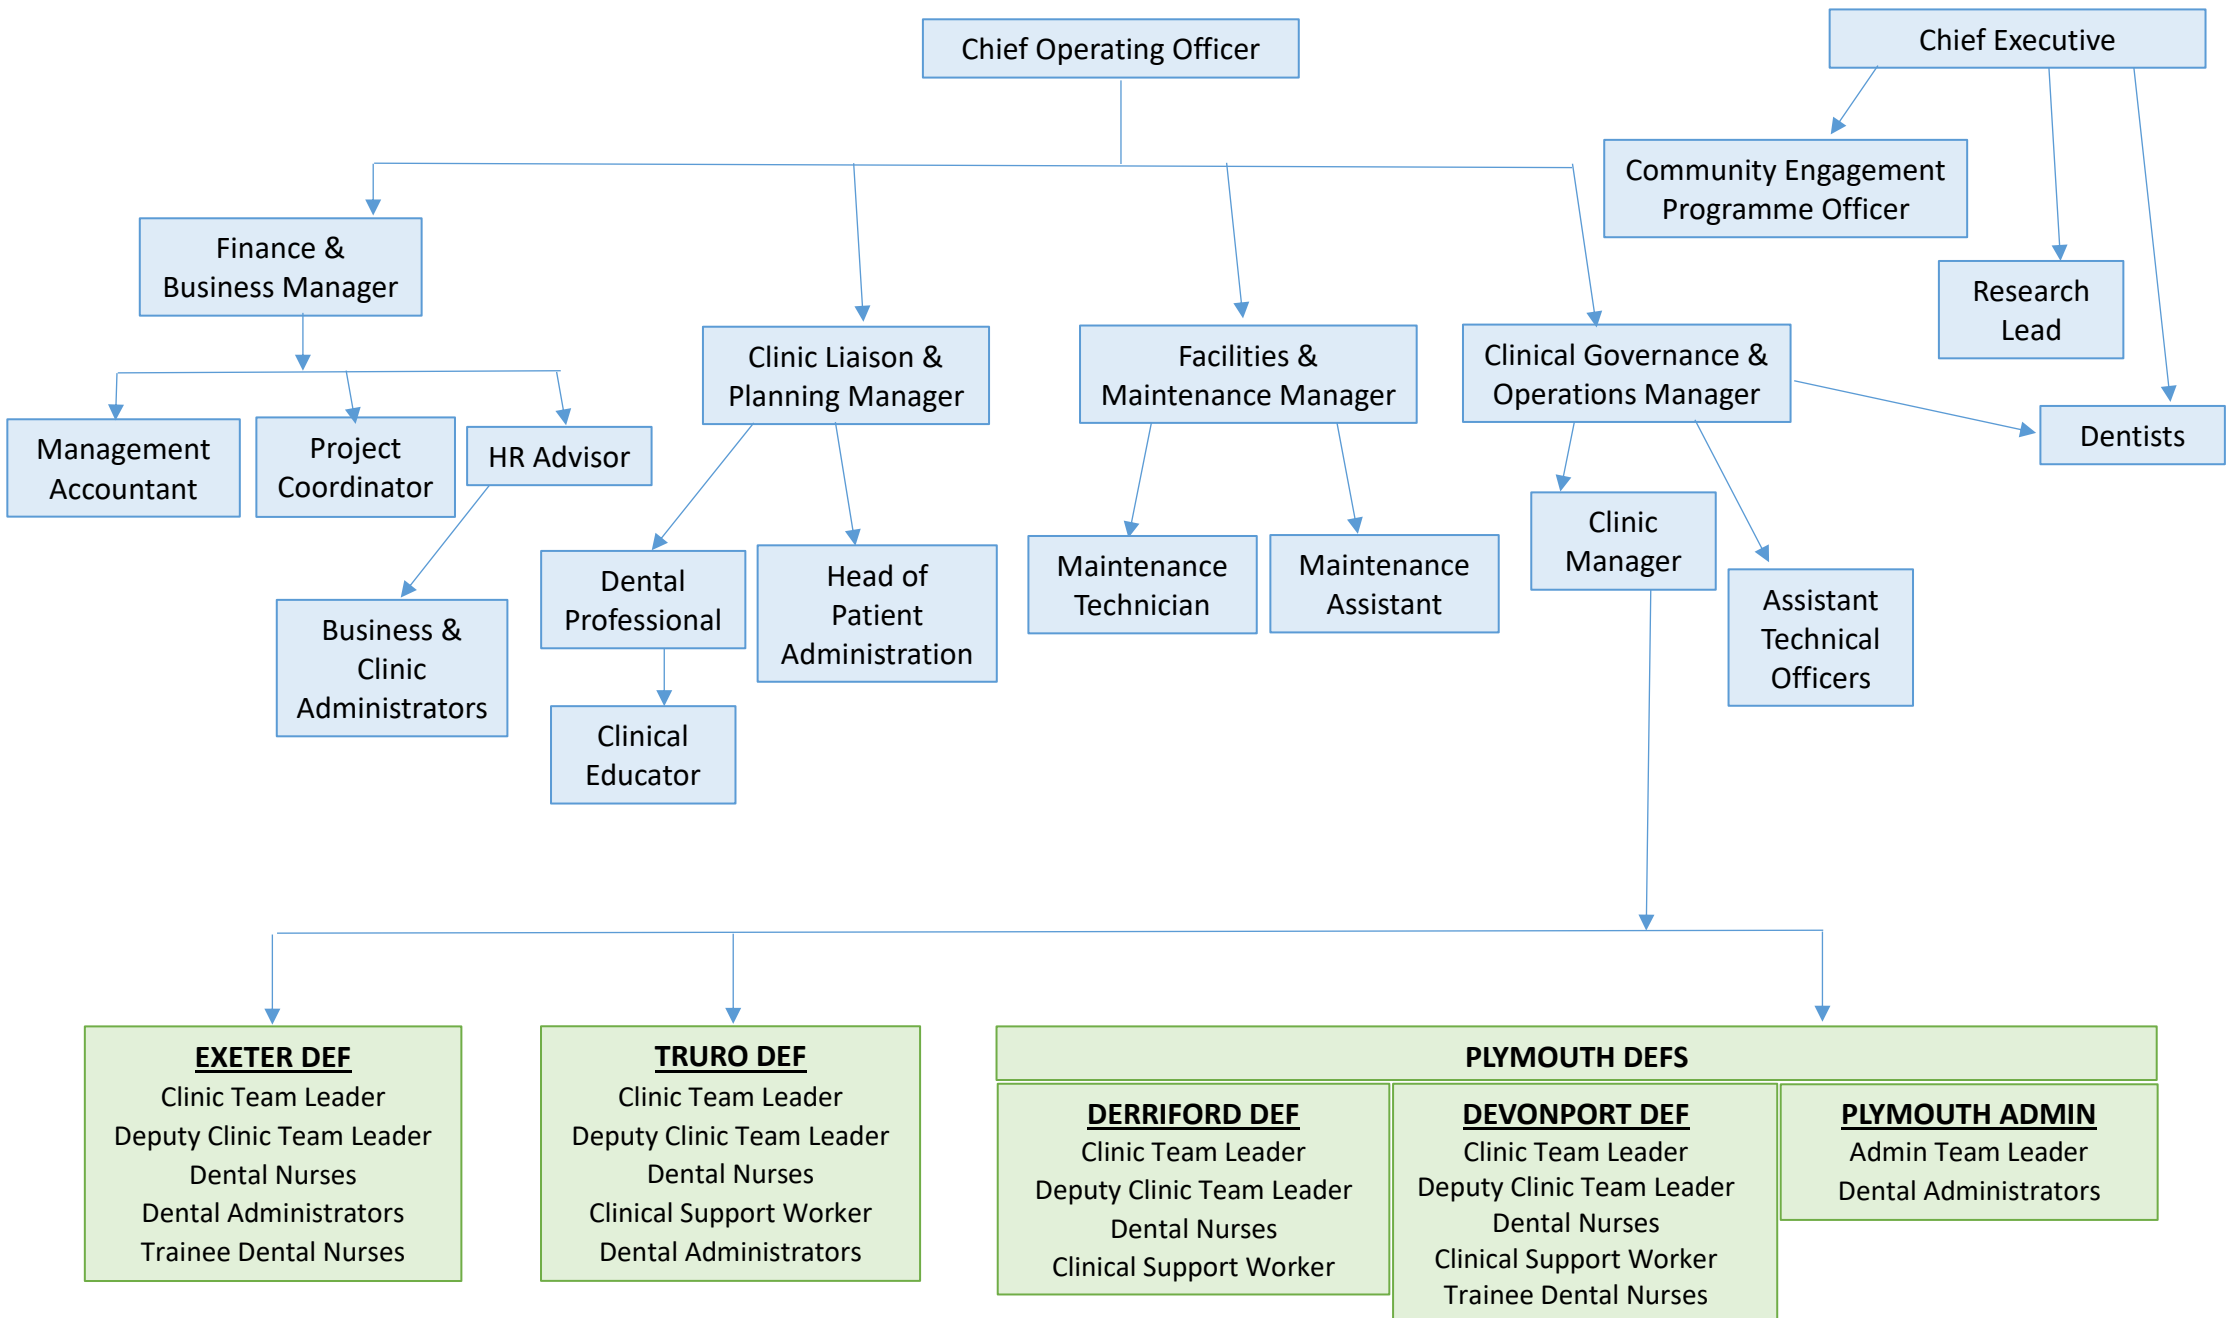 Chief Operating Officer
Chief Executive
Community Engagement
Programme Officer
Finance &
Business Manager
Research
Lead
Clinic Liaison &
Planning Manager
Facilities &
Maintenance Manager
Clinical Governance &
Operations Manager
Dentists
Management
Accountant
Project
Coordinator
HR Advisor
Clinic
Manager
Dental
Professional
Head of
Patient
Administration
Maintenance
Technician
Maintenance
Assistant
Assistant
Technical
Officers
Business &
Clinic
Administrators
Clinical
Educator
EXETER DEF
Clinic Team Leader
Deputy Clinic Team Leader
Dental Nurses
Dental Administrators
Trainee Dental Nurses
TRURO DEF
Clinic Team Leader
Deputy Clinic Team Leader
Dental Nurses
Clinical Support Worker
Dental Administrators
PLYMOUTH DEFS
DERRIFORD DEF
Clinic Team Leader
Deputy Clinic Team Leader
Dental Nurses
Clinical Support Worker
DEVONPORT DEF
Clinic Team Leader
Deputy Clinic Team Leader
Dental Nurses
Clinical Support Worker
Trainee Dental Nurses
PLYMOUTH ADMIN
Admin Team Leader
Dental Administrators